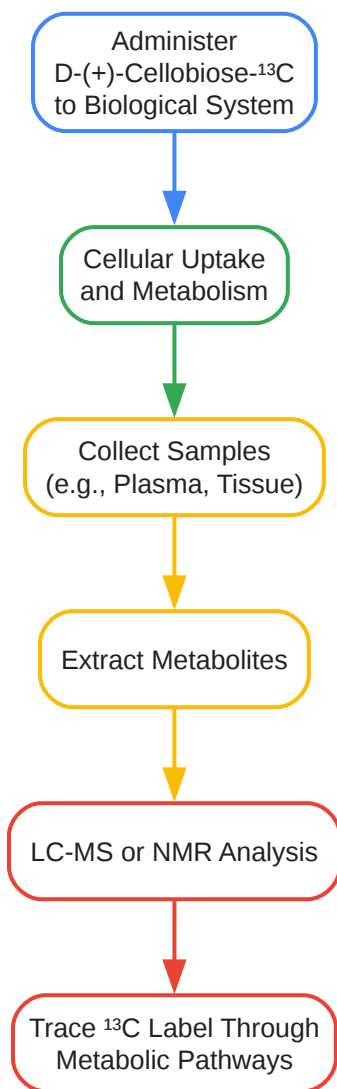 Administer
D-(+)-Cellobiose-¹³C
to Biological System
Cellular Uptake
and Metabolism
Collect Samples
(e.g., Plasma, Tissue)
Extract Metabolites
LC-MS or NMR Analysis
Trace ¹³C Label Through
Metabolic Pathways